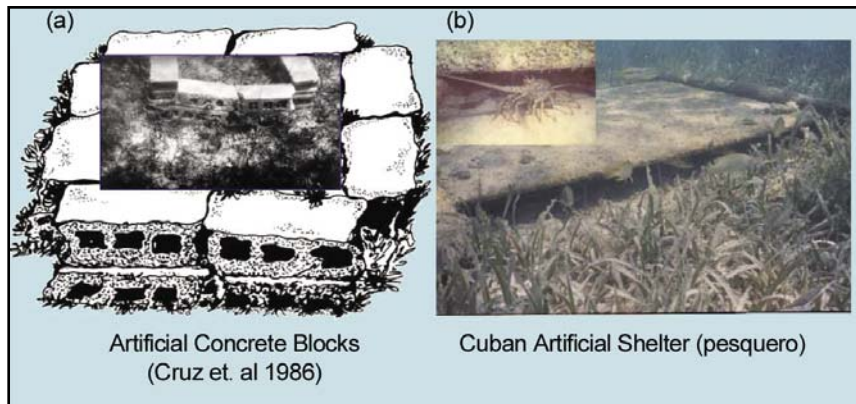 (a)
(b)
Artificial Concrete Blocks
(Cruz et. al 1986)
Cuban Artificial Shelter (pesquero)